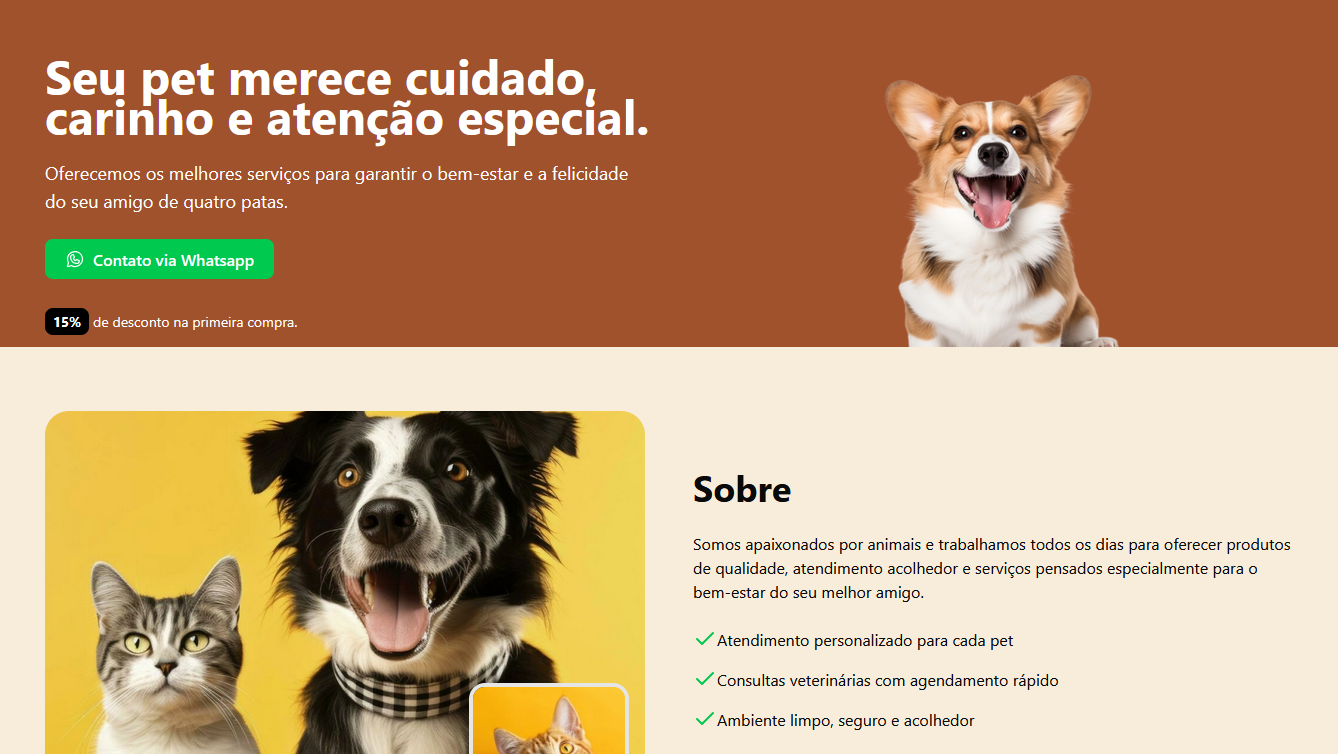 Seu pet merece cuidado,
carinho e atenção especial.
Oferecemos os melhores serviços para garantir o bem-estar e a felicidade
do seu amigo de quatro patas.
Contato via Whatsapp
15% de desconto na primeira compra.
Sobre
Somos apaixonados por animais e trabalhamos todos os dias para oferecer produtos
de qualidade, atendimento acolhedor e serviços pensados especialmente para o
bem-estar do seu melhor amigo.
Atendimento personalizado para cada pet
Consultas veterinárias com agendamento rápido
Ambiente limpo, seguro e acolhedor